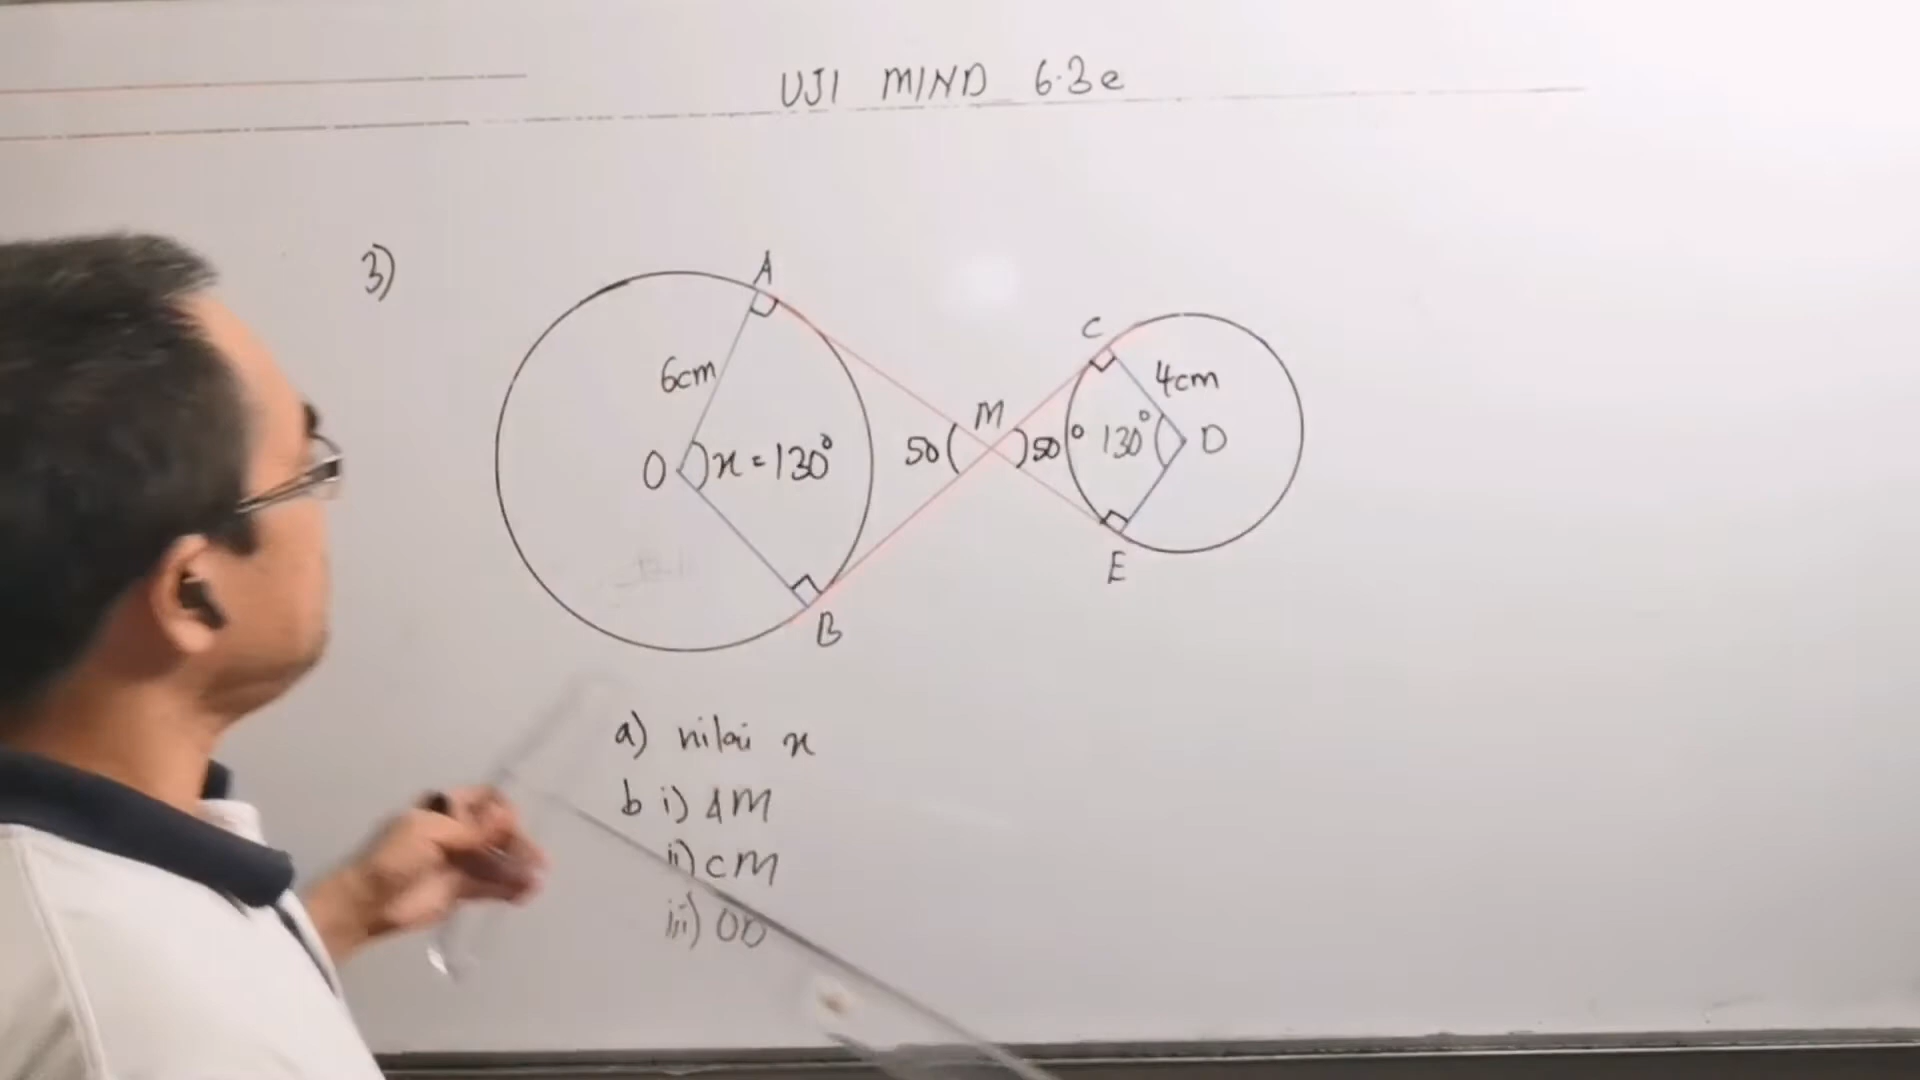 UJI MIND 6.3e
3)
A
6cm
O x = 130°
B
50 M 50°
C
4cm
130° D
E
a) nilai x
b i) AM
ii) CM
iii) OD